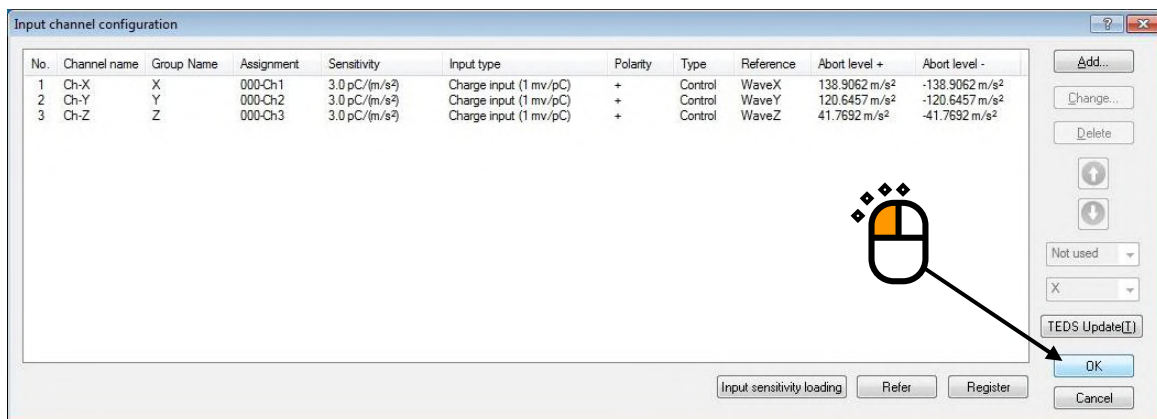 Input channel configuration
No. Channel name Group Name Assignment Sensitivity Input type Polarity Type Reference Abort level + Abort level -
1 Ch-X X 000-Ch1 3.0 pC/(m/s²) Charge input (1 mv/pC) + Control WaveX 138.9062 m/s² -138.9062 m/s²
2 Ch-Y Y 000-Ch2 3.0 pC/(m/s²) Charge input (1 mv/pC) + Control WaveY 120.6457 m/s² -120.6457 m/s²
3 Ch-Z Z 000-Ch3 3.0 pC/(m/s²) Charge input (1 mv/pC) + Control WaveZ 41.7692 m/s² -41.7692 m/s²
Add...
Change...
Delete
Not used
X
TEDS Update(T)
OK
Input sensitivity loading Refer Register
Cancel